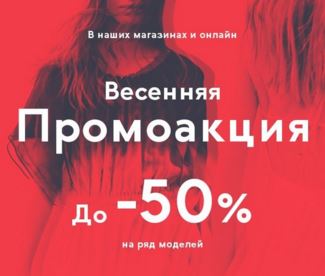 В наших магазинах и онлайн
Весенняя
Промоакция
До -50%
на ряд моделей